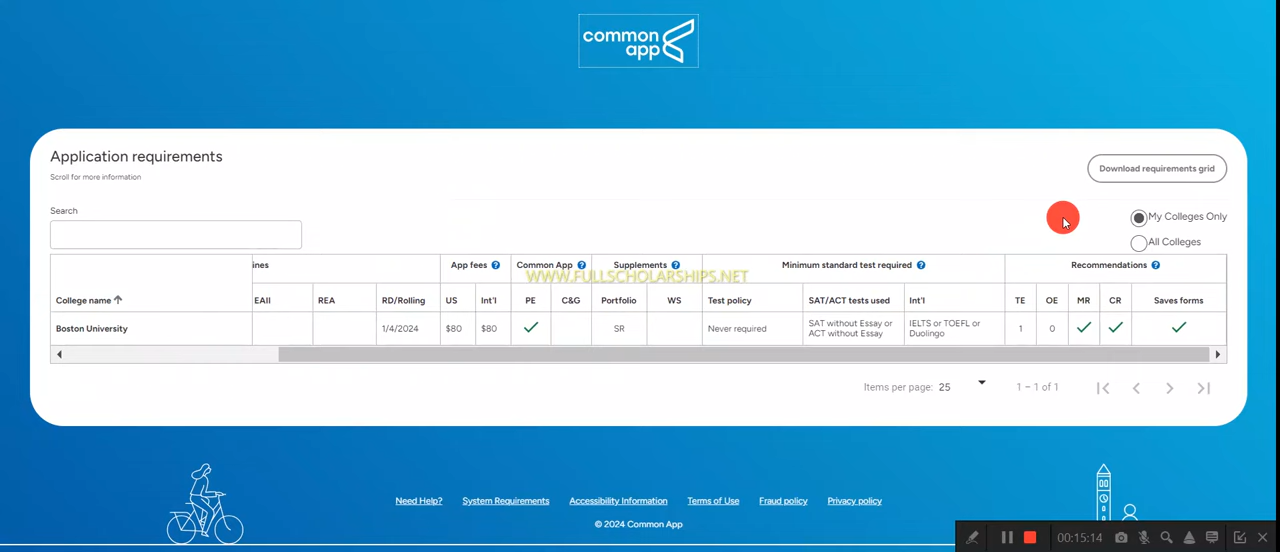 common
app
Application requirements
Scroll for more information
Download requirements grid
Search
My Colleges Only
All Colleges
ines App fees ? Common App ? Supplements ? Minimum standard test required ? Recommendations ?
WWW.FULLSCHOLARSHIPS.NET
College name EAII REA RD/Rolling US Int'l PE C&G Portfolio WS Test policy SAT/ACT tests used Int'l TE OE MR CR Saves forms
Boston University 1/4/2024 $80 $80 SR Never required SAT without Essay or IELTS or TOEFL or 1 0
ACT without Essay Duolingo
Items per page: 25 1 – 1 of 1
Need Help? System Requirements Accessibility Information Terms of Use Fraud policy Privacy policy
© 2024 Common App
00:15:14